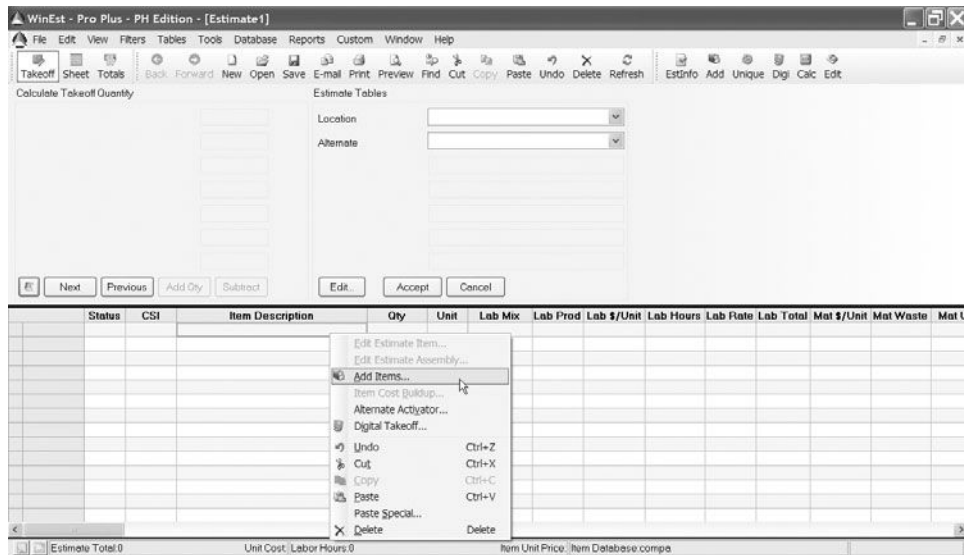 WinEst - Pro Plus - PH Edition - [Estimate1]
File Edit View Filters Tables Tools Database Reports Custom Window Help
Takeoff Sheet Totals Back Forward New Open Save E-mail Print Preview Find Cut Copy Paste Undo Delete Refresh EstInfo Add Unique Digi Calc Edit
Calculate Takeoff Quantity Estimate Tables
Location
Alternate
Next Previous Add Qty Subtract Edit.. Accept Cancel
Status CSI Item Description Qty Unit Lab Mix Lab Prod Lab $/Unit Lab Hours Lab Rate Lab Total Mat $/Unit Mat Waste Mat U
Edit Estimate Item...
Edit Estimate Assembly...
Add Items...
Item Cost Buildup...
Alternate Activator...
Digital Takeoff...
Undo Ctrl+Z
Cut Ctrl+X
Copy Ctrl+C
Paste Ctrl+V
Paste Special...
Delete Delete
Estimate Total:0 Unit Cost: Labor Hours:0 Item Unit Price: Item Database:compa